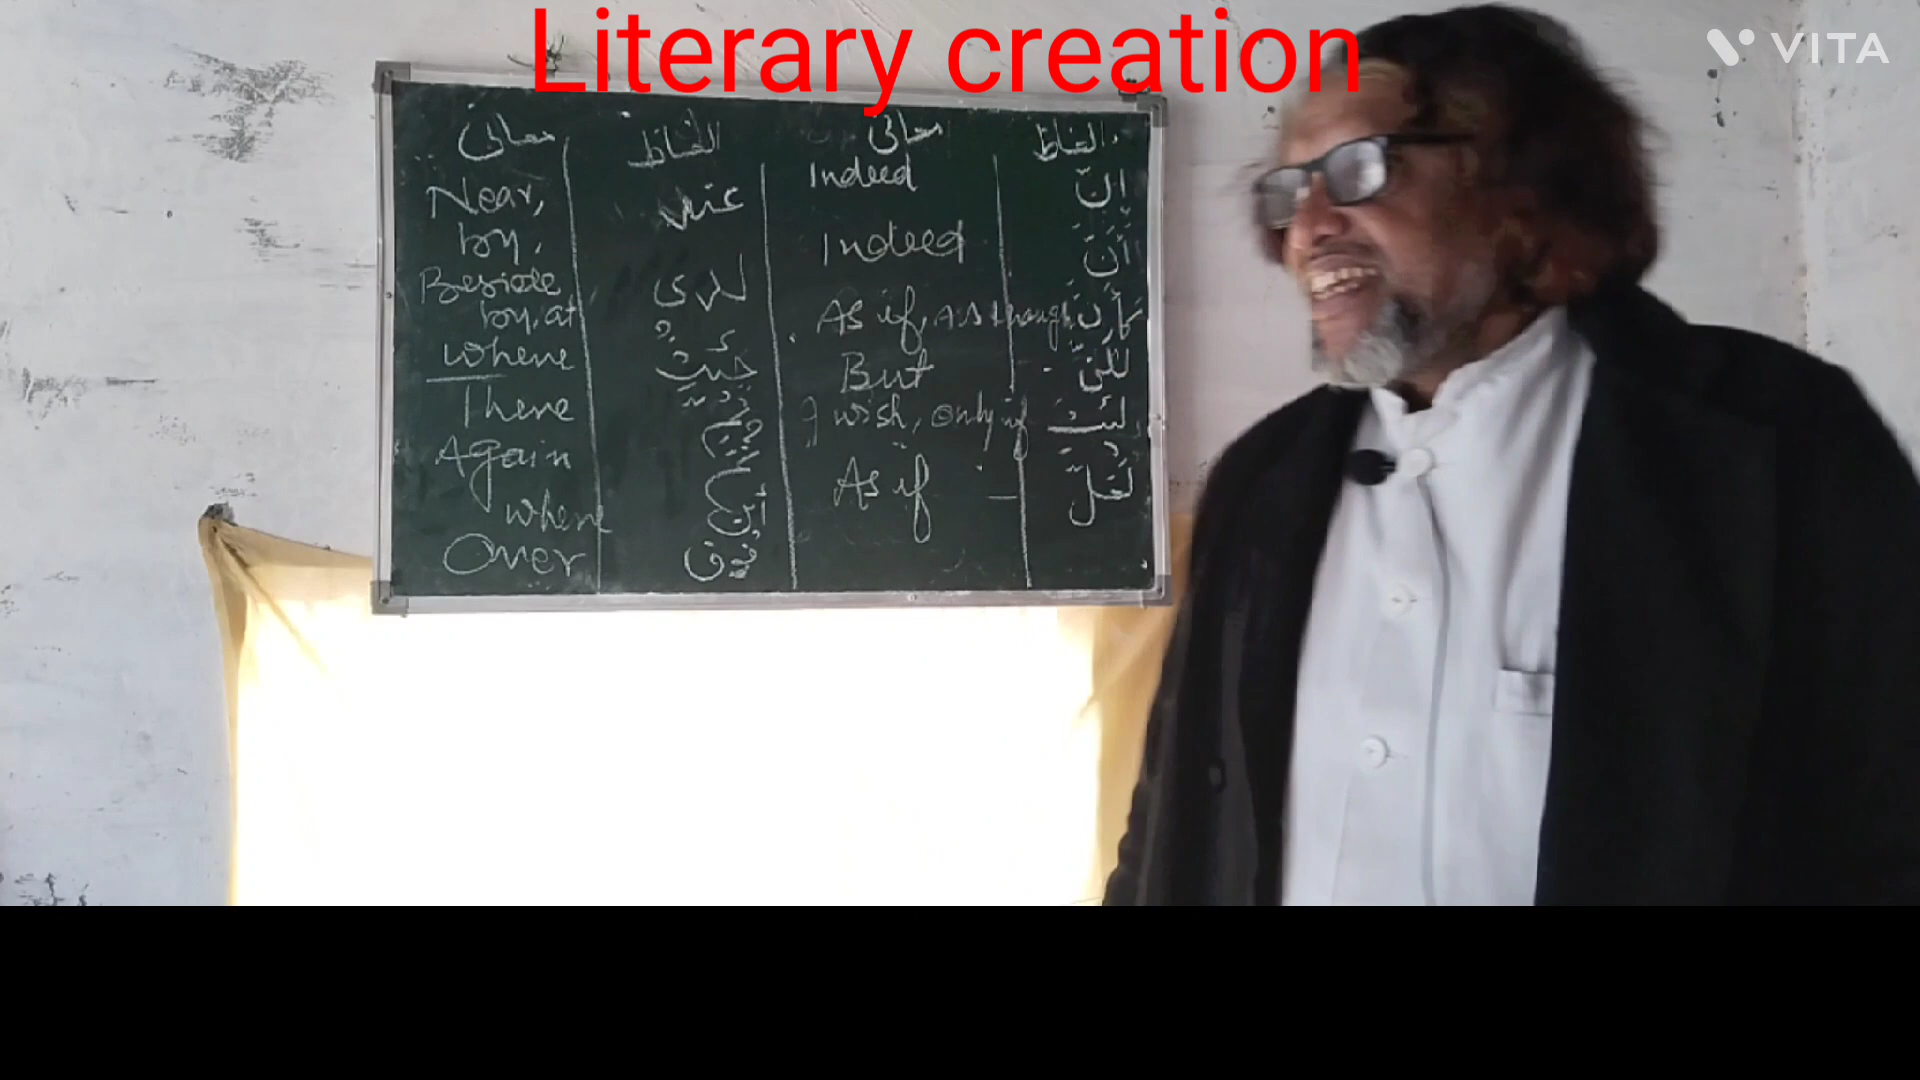 Literary creation
VITA
الفاظ معانی الفاظ معانی
إنّ Indeed عند Near, by,
أنّ Indeed لدى Beside by, at
كأنّ As if, as though حيث where
لكنّ But There
ليت I wish, only if Again
لعلّ As if أين where
فوق Over